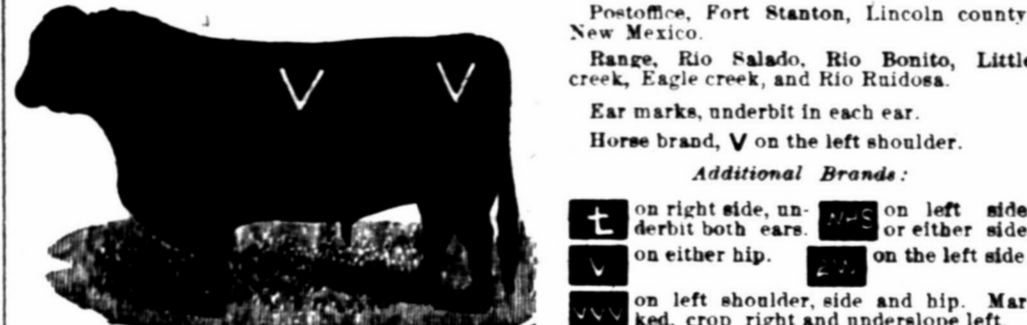 V V
Postoffice, Fort Stanton, Lincoln county
New Mexico.
Range, Rio Salado, Rio Bonito, Little
creek, Eagle creek, and Rio Ruidosa.
Ear marks, underbit in each ear.
Horse brand, V on the left shoulder.
Additional Brands:
t on right side, un-
derbit both ears.
NHS on left side
or either side
V on either hip.
on the left side
VVV on left shoulder, side and hip. Mar
ked, crop right and underslope left.